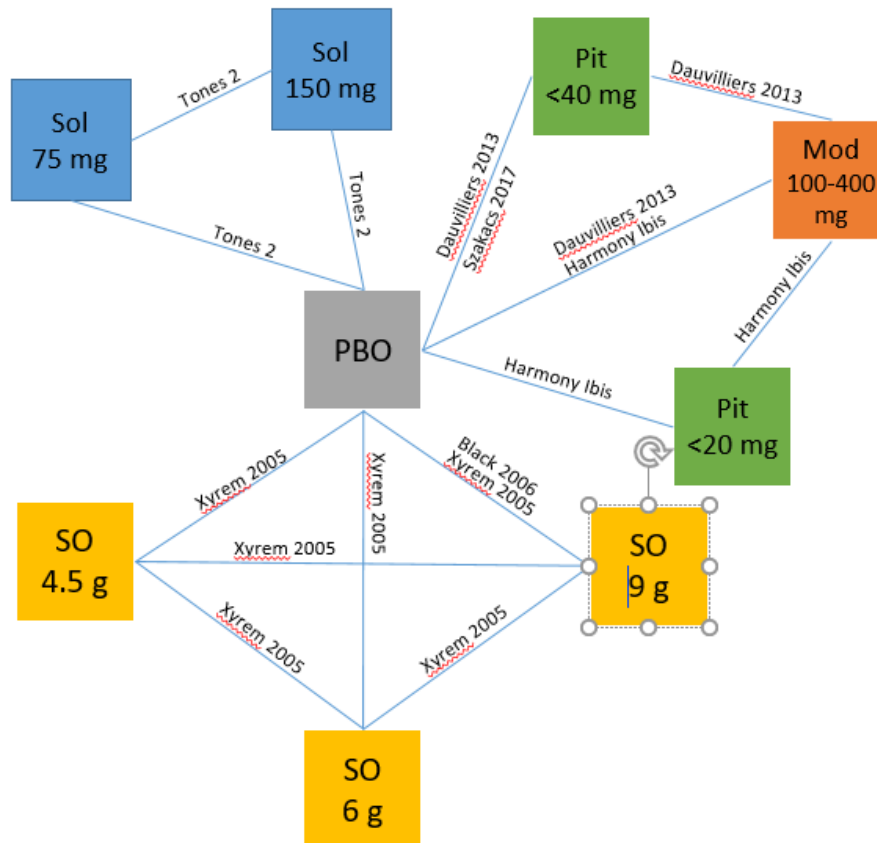 Sol
150 mg
Pit
<40 mg
Tones 2
Dauvilliers 2013
Sol
75 mg
Mod
100-400
mg
Tones 2
Dauvilliers 2013
Szakacs 2017
Dauvilliers 2013
Harmony Ibis
Tones 2
Harmony Ibis
PBO
Harmony Ibis
Pit
<20 mg
Xyrem 2005
Xyrem 2005
Black 2006
Xyrem 2005
SO
4.5 g
Xyrem 2005
SO
9 g
Xyrem 2005
Xyrem 2005
SO
6 g